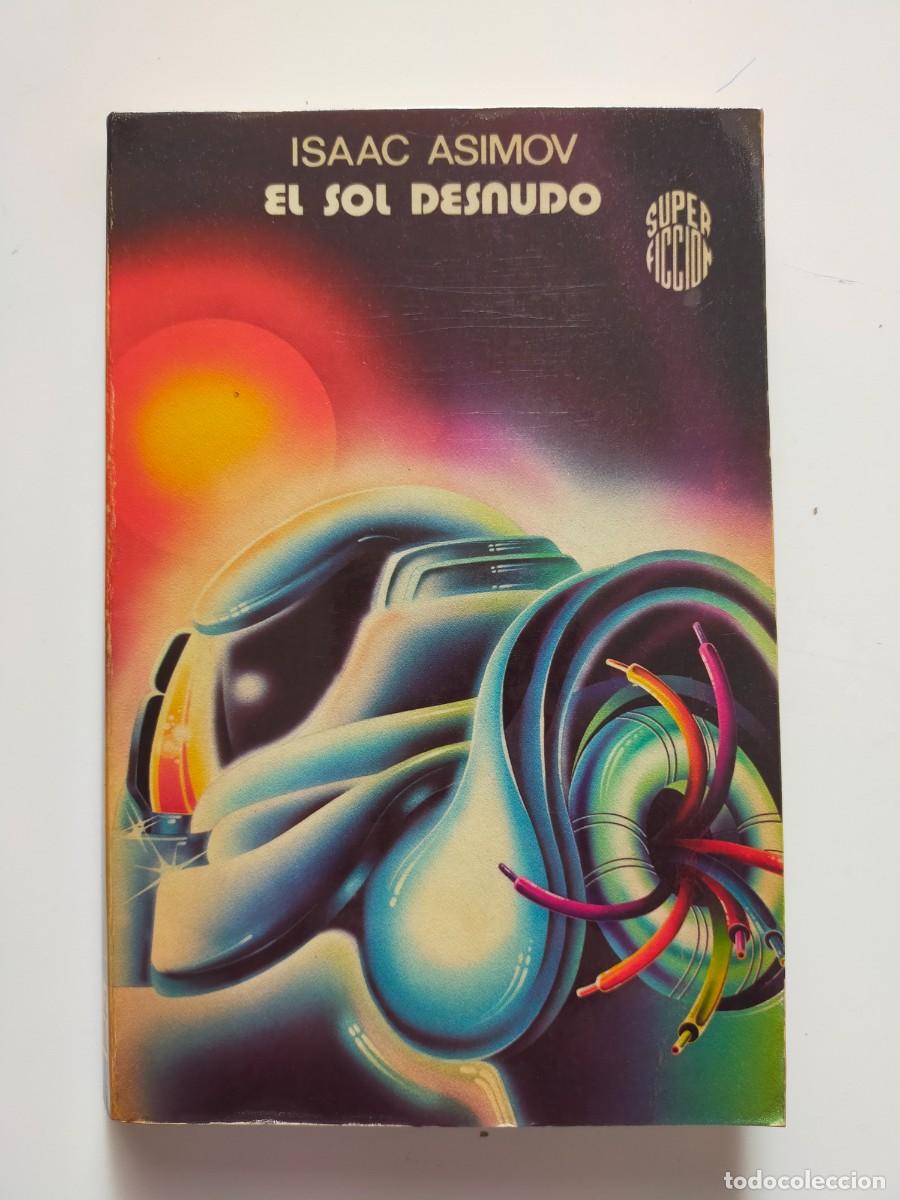 ISAAC ASIMOV
EL SOL DESNUDO
SUPER
FICCION
todocoleccion